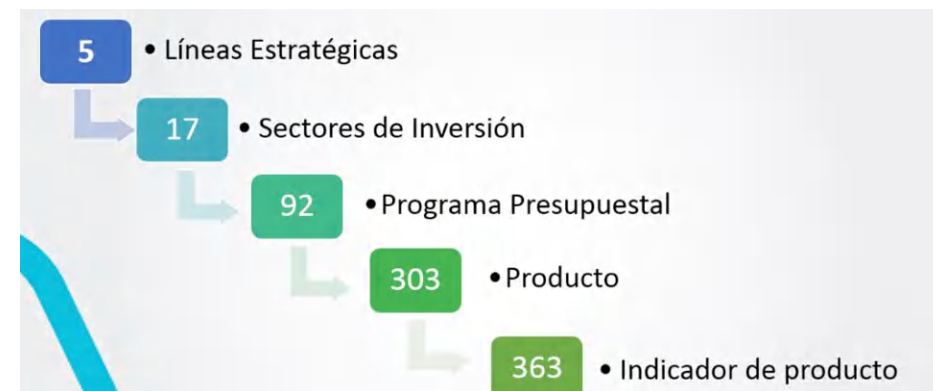 5 • Líneas Estratégicas
17 • Sectores de Inversión
92 • Programa Presupuestal
303 • Producto
363 • Indicador de producto